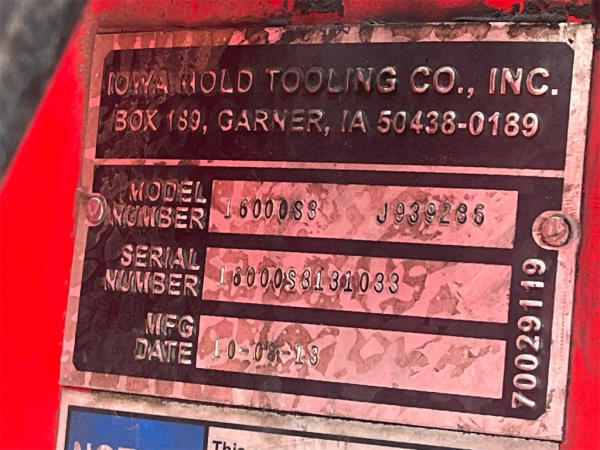 IOWA MOLD TOOLING CO., INC.
BOX 189, GARNER, IA 50438-0189
MODEL NUMBER 16000S3 J939286
SERIAL NUMBER 16000S3131033
MFG DATE 10-08-13
70029119
This